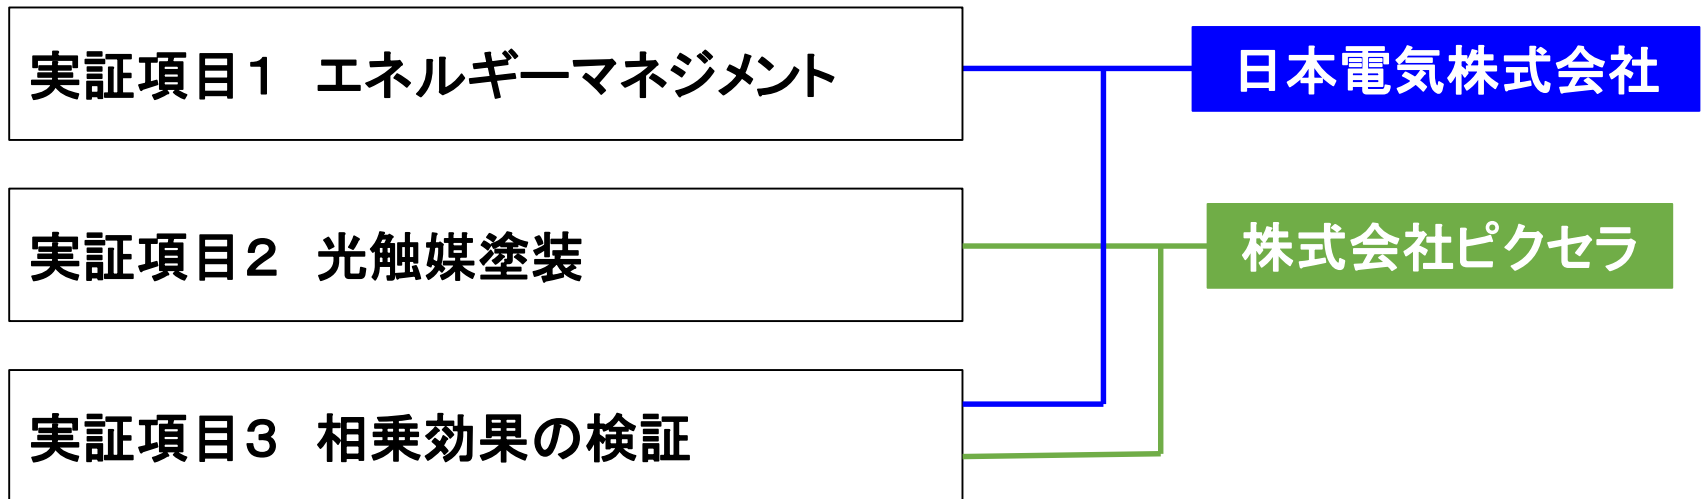 実証項目１　エネルギーマネジメント
日本電気株式会社
実証項目２　光触媒塗装
株式会社ピクセラ
実証項目３　相乗効果の検証